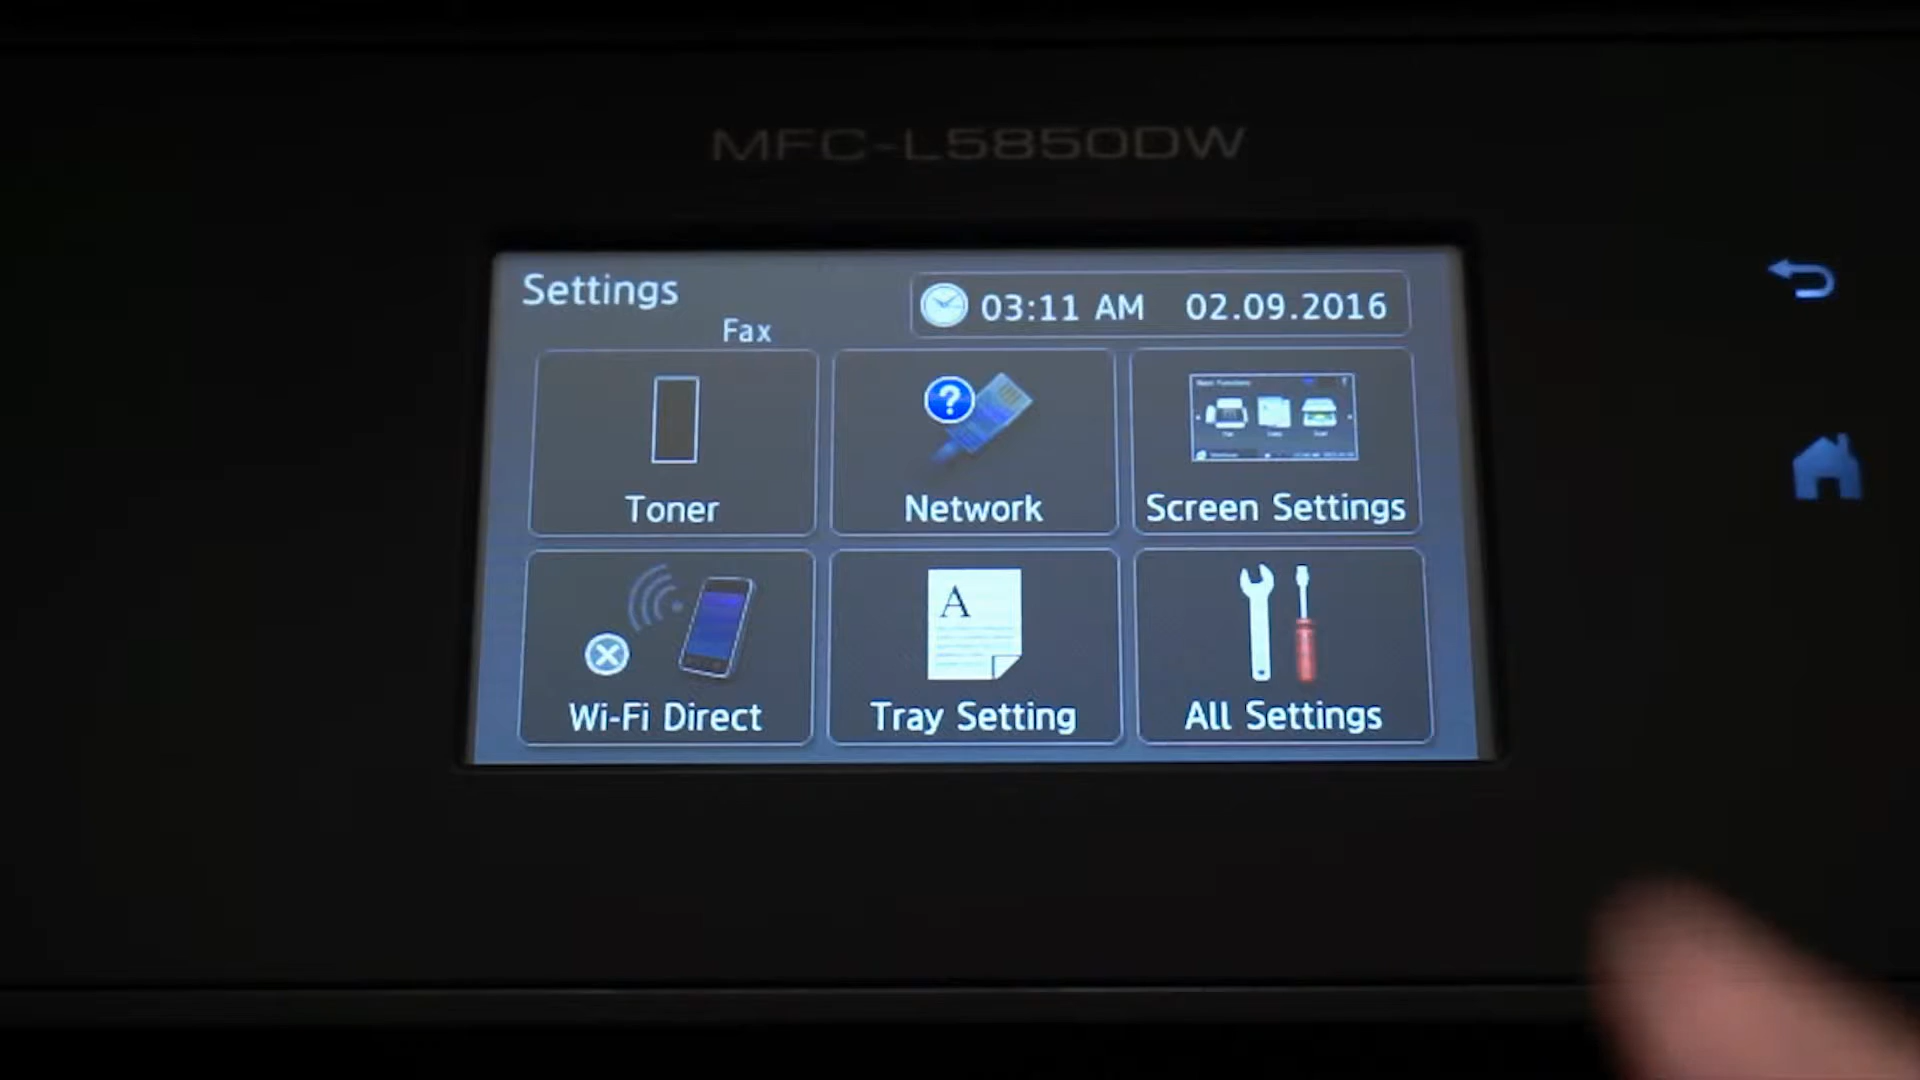 MFC-L5850DW
Settings
03:11 AM 02.09.2016
Fax
Toner
Network
Screen Settings
A
Wi-Fi Direct
Tray Setting
All Settings